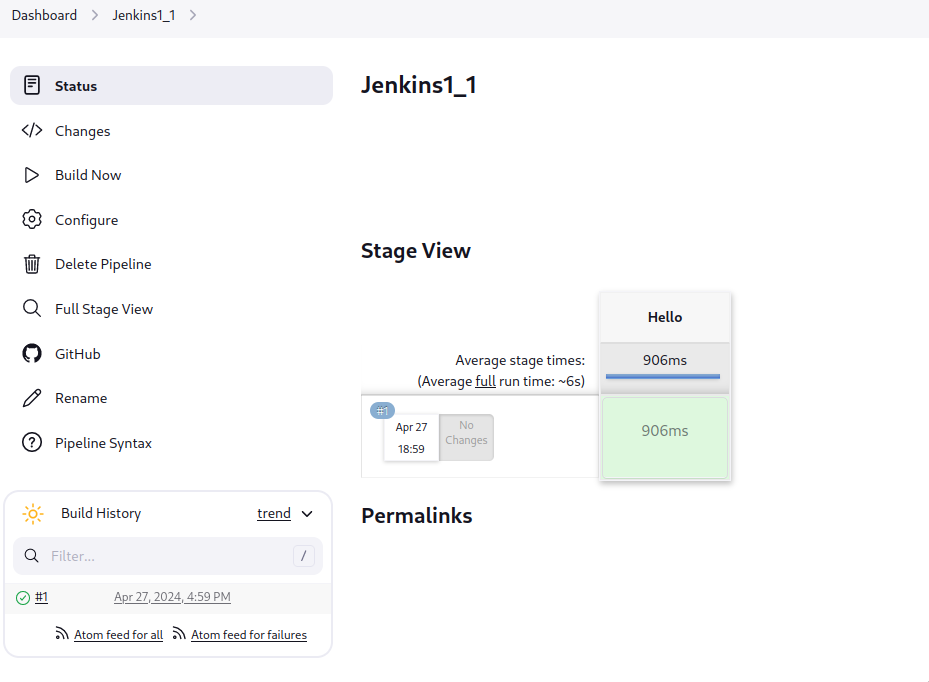 Dashboard > Jenkins1_1 >
Status
Changes
Build Now
Configure
Delete Pipeline
Full Stage View
GitHub
Rename
Pipeline Syntax
Build History trend
Filter... /
#1 Apr 27, 2024, 4:59 PM
Atom feed for all Atom feed for failures
Jenkins1_1
Stage View
Hello
Average stage times: 906ms
(Average full run time: ~6s)
#1
Apr 27
18:59
No
Changes
906ms
Permalinks